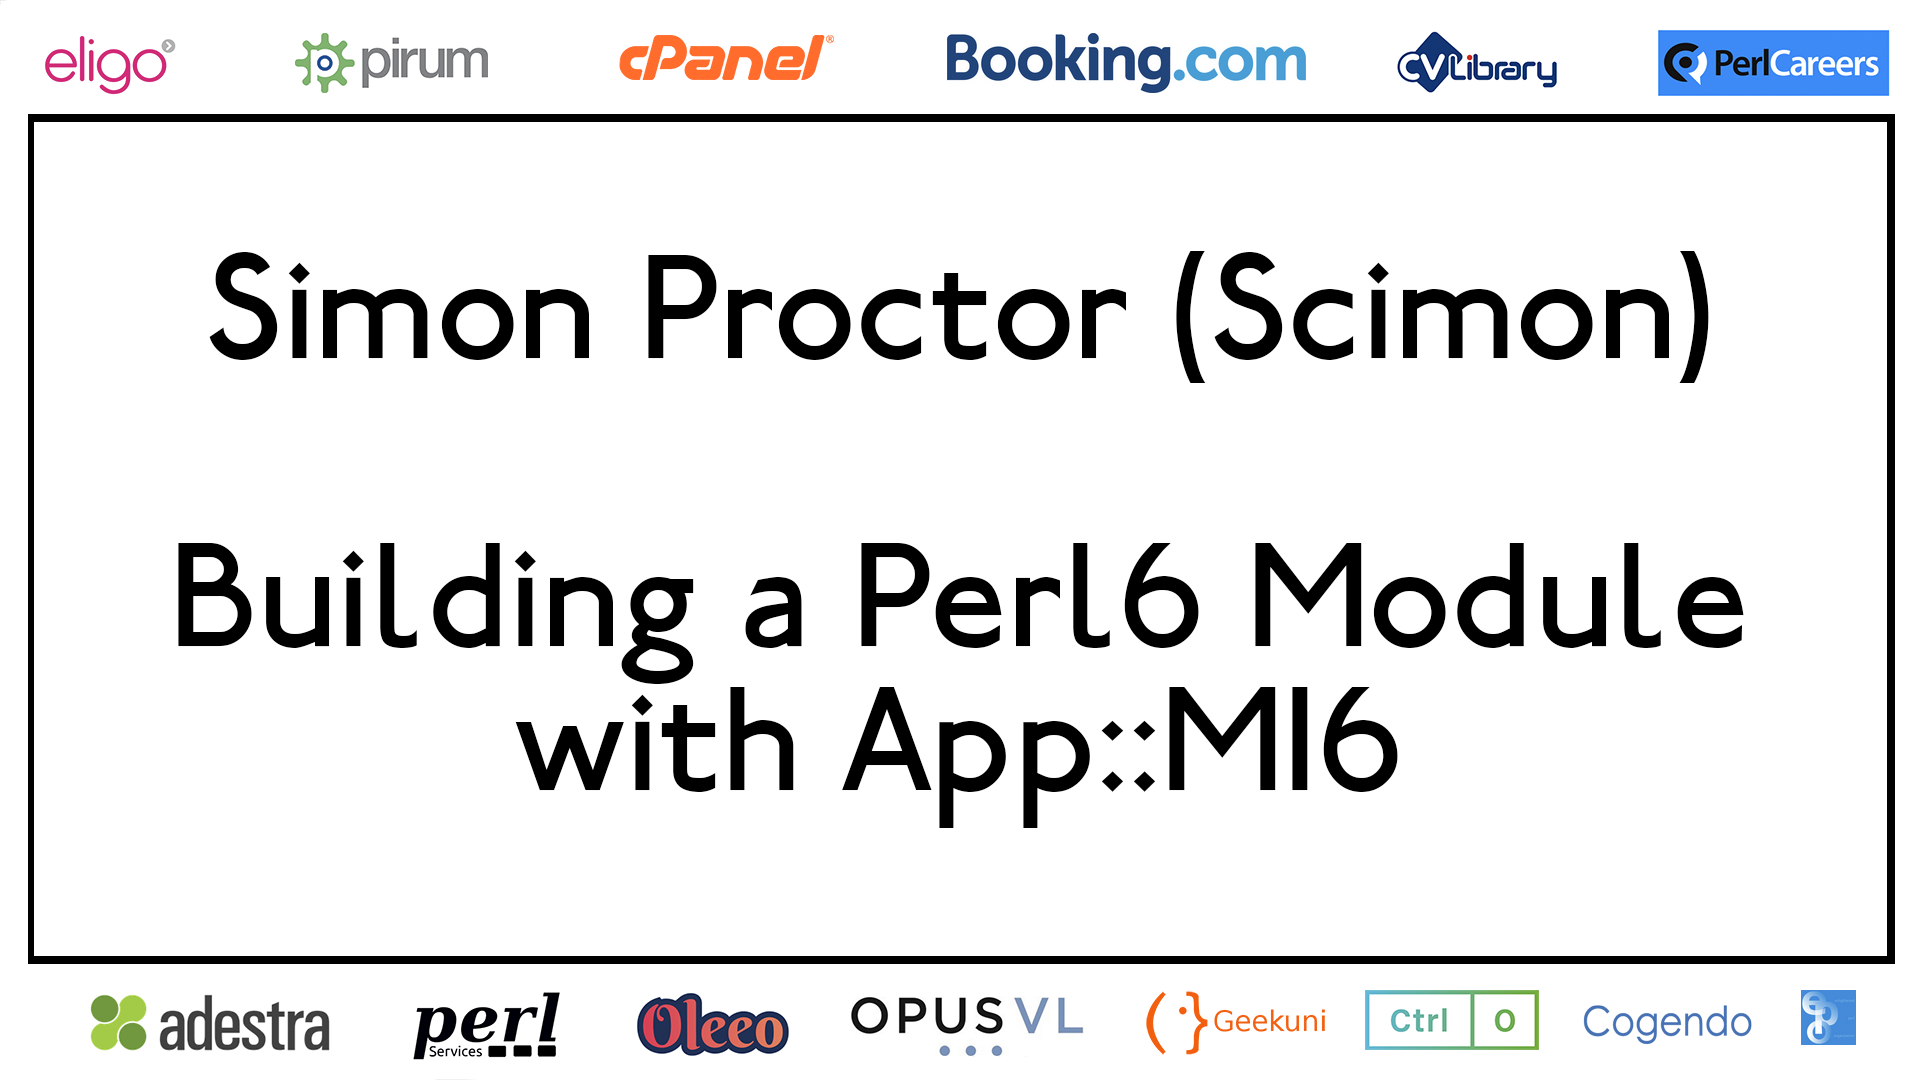 eligo
pirum
cPanel®
Booking.com
CVLibrary
PerlCareers
Simon Proctor (Scimon)
Building a Perl6 Module
with App::MI6
adestra
perl
Services
Oleeo
OPUS VL
Geekuni
Ctrl O
Cogendo
epo